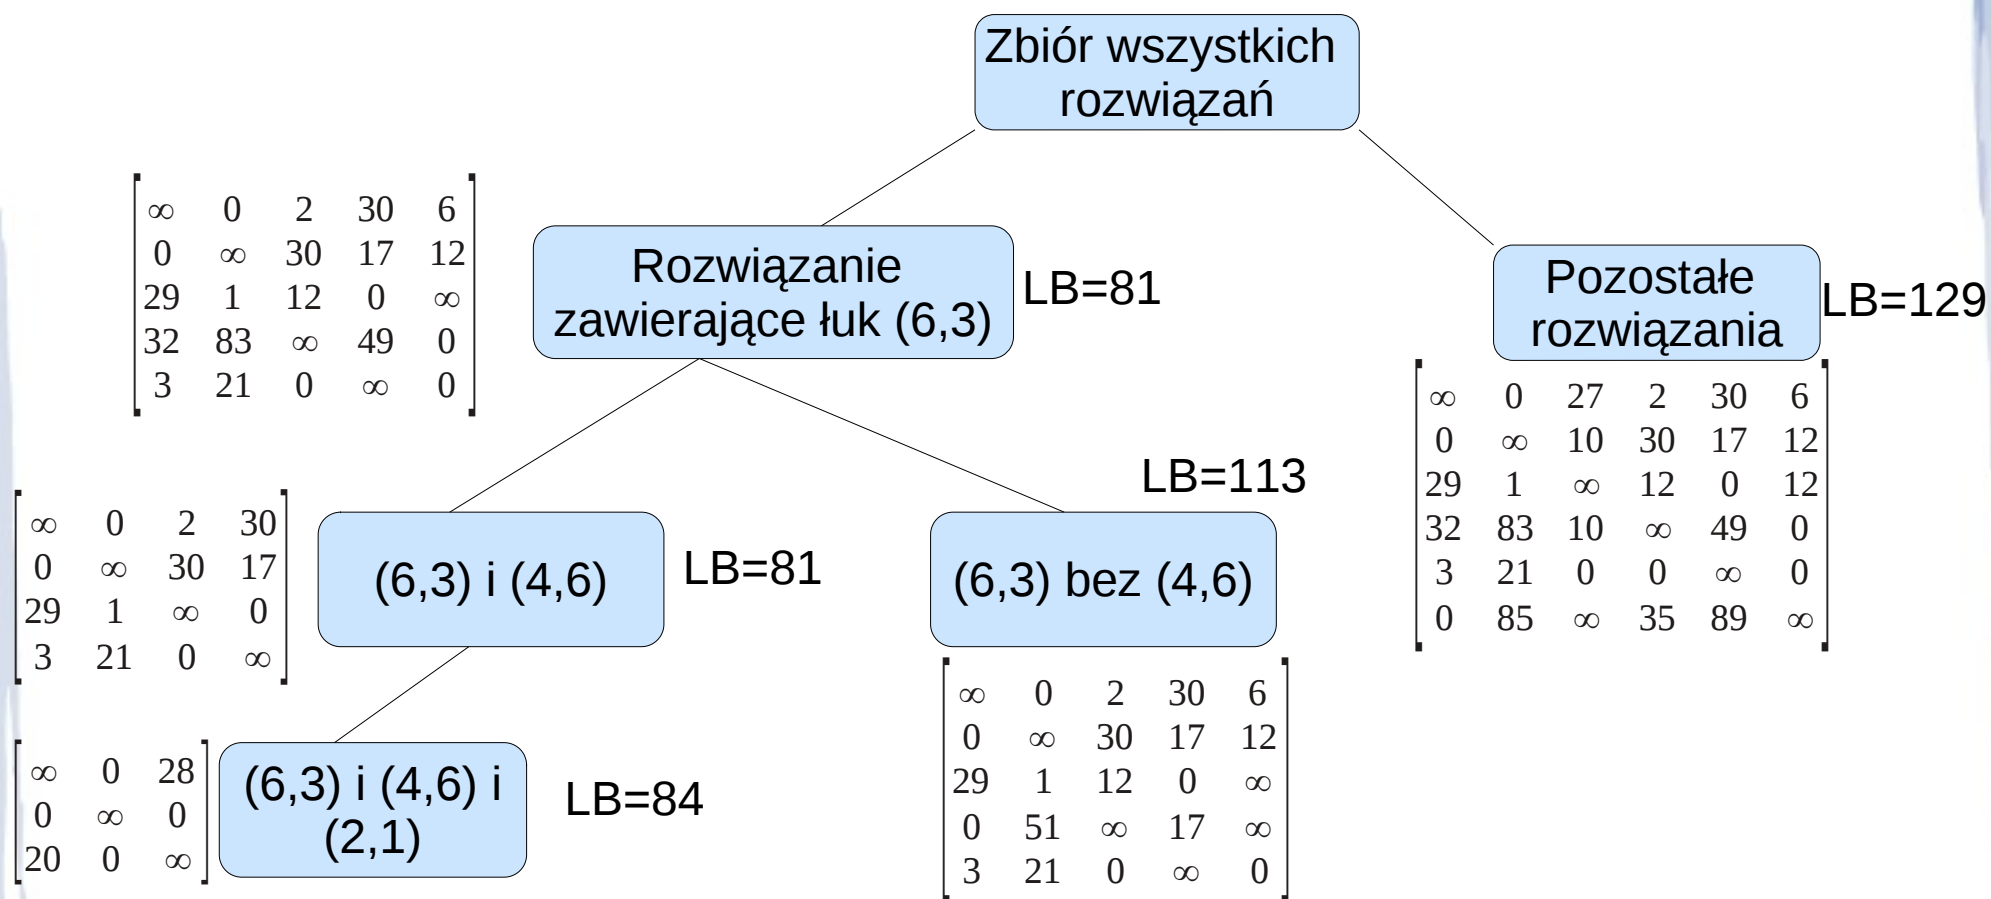 Zbiór wszystkich
rozwiązań
∞ 0 2 30 6
0 ∞ 30 17 12
29 1 12 0 ∞
32 83 ∞ 49 0
3 21 0 ∞ 0
Rozwiązanie
zawierające łuk (6,3)
LB=81
Pozostałe
rozwiązania
LB=129
∞ 0 27 2 30 6
0 ∞ 10 30 17 12
29 1 ∞ 12 0 12
32 83 10 ∞ 49 0
3 21 0 0 ∞ 0
0 85 ∞ 35 89 ∞
∞ 0 2 30
0 ∞ 30 17
29 1 ∞ 0
3 21 0 ∞
(6,3) i (4,6)
LB=81
LB=113
(6,3) bez (4,6)
∞ 0 2 30 6
0 ∞ 30 17 12
29 1 12 0 ∞
0 51 ∞ 17 ∞
3 21 0 ∞ 0
∞ 0 28
0 ∞ 0
20 0 ∞
(6,3) i (4,6) i
(2,1)
LB=84